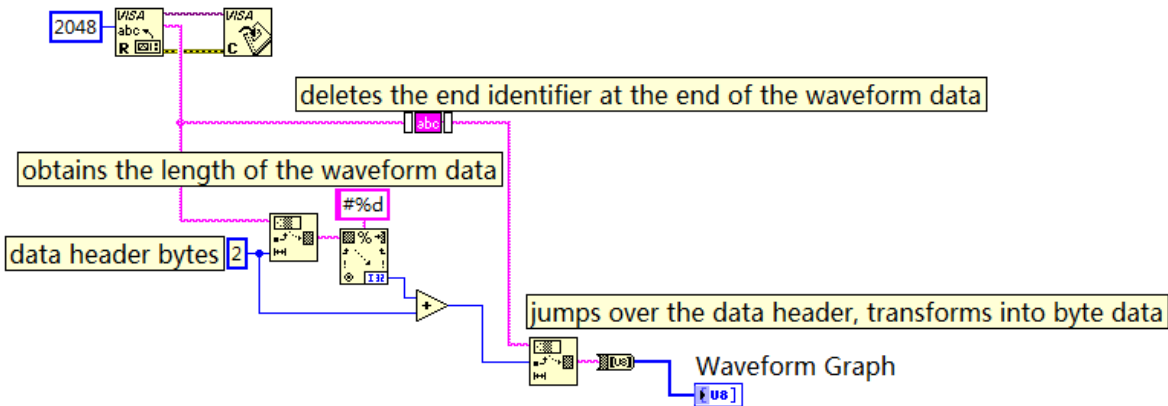 VISA
VISA
2048
abc
R
C
deletes the end identifier at the end of the waveform data
abc
obtains the length of the waveform data
#%d
data header bytes
2
%
I32
+
jumps over the data header, transforms into byte data
[U8]
Waveform Graph
U8]